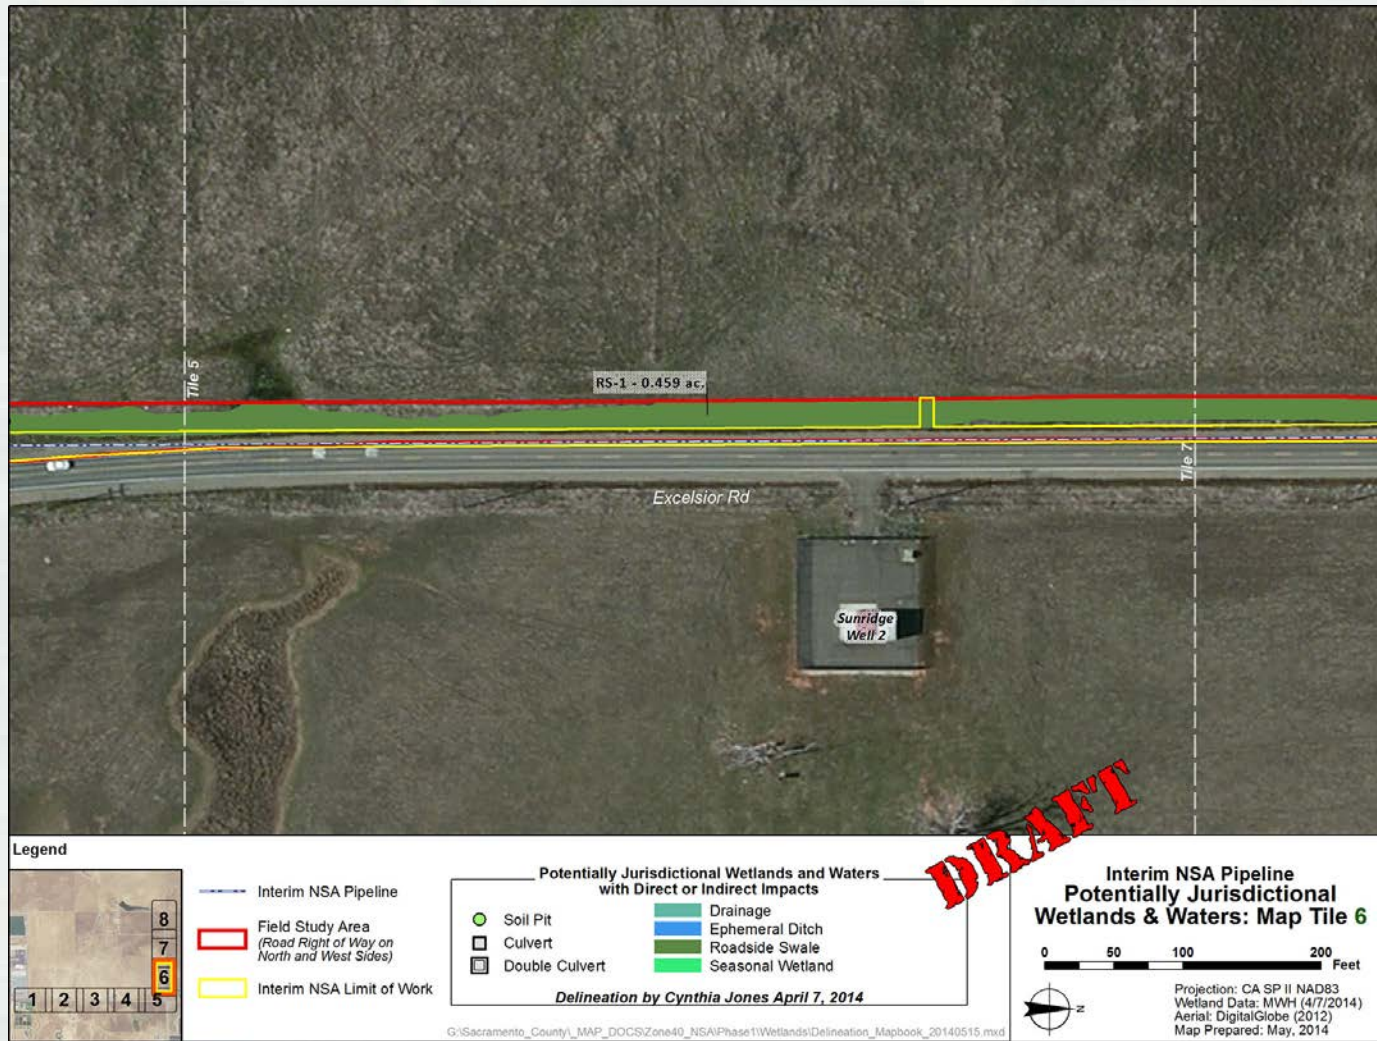 Tile 5
RS-1 - 0.459 ac.
Tile 7
Excelsior Rd
Sunridge
Well 2
DRAFT
Legend
8
7
6
1 2 3 4 5
Interim NSA Pipeline
Field Study Area
(Road Right of Way on
North and West Sides)
Interim NSA Limit of Work
Potentially Jurisdictional Wetlands and Waters
with Direct or Indirect Impacts
Soil Pit
Culvert
Double Culvert
Drainage
Ephemeral Ditch
Roadside Swale
Seasonal Wetland
Delineation by Cynthia Jones April 7, 2014
G:\Sacramento_County\_MAP_DOCS\Zone40_NSA\Phase1\Wetlands\Delineation_Mapbook_20140515.mxd
Interim NSA Pipeline
Potentially Jurisdictional
Wetlands & Waters: Map Tile 6
0 50 100 200
Feet
N
Projection: CA SP II NAD83
Wetland Data: MWH (4/7/2014)
Aerial: DigitalGlobe (2012)
Map Prepared: May, 2014